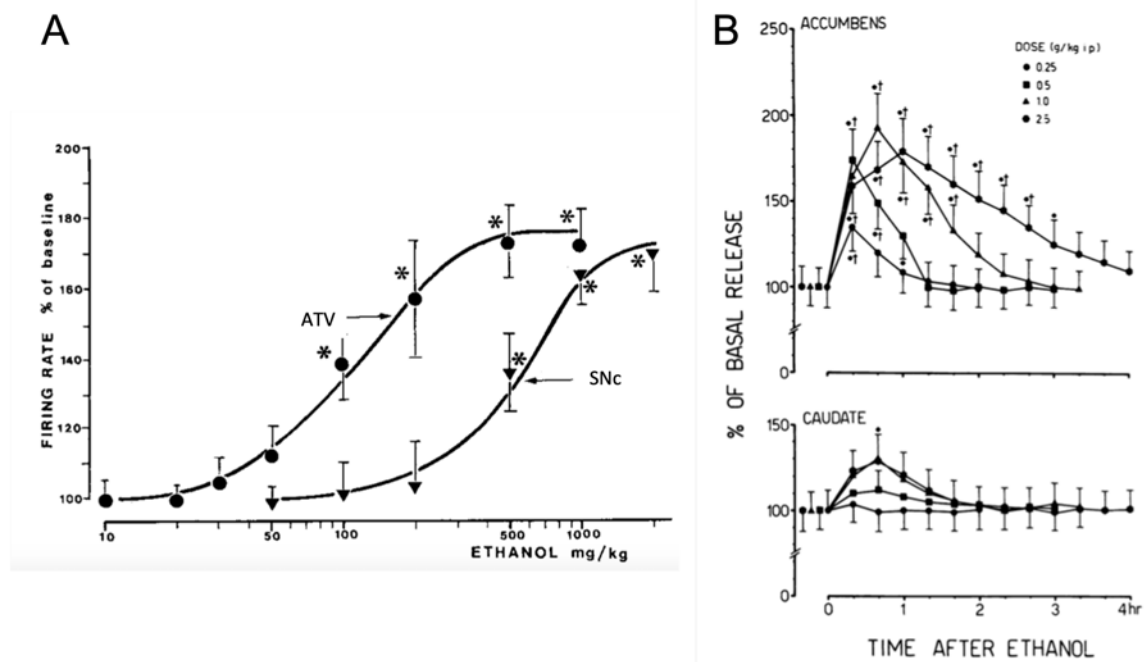 A
200
180
160
140
120
100
FIRING RATE % of baseline
ATV
SNc
*
*
*
*
*
*
*
10
50
100
500
1000
ETHANOL mg/kg
B
ACCUMBENS
250
200
150
100
0
DOSE (g/kg ip)
● 0.25
■ 0.5
▲ 1.0
● 2.5
% OF BASAL RELEASE
CAUDATE
150
100
0
0
1
2
3
4hr
TIME AFTER ETHANOL